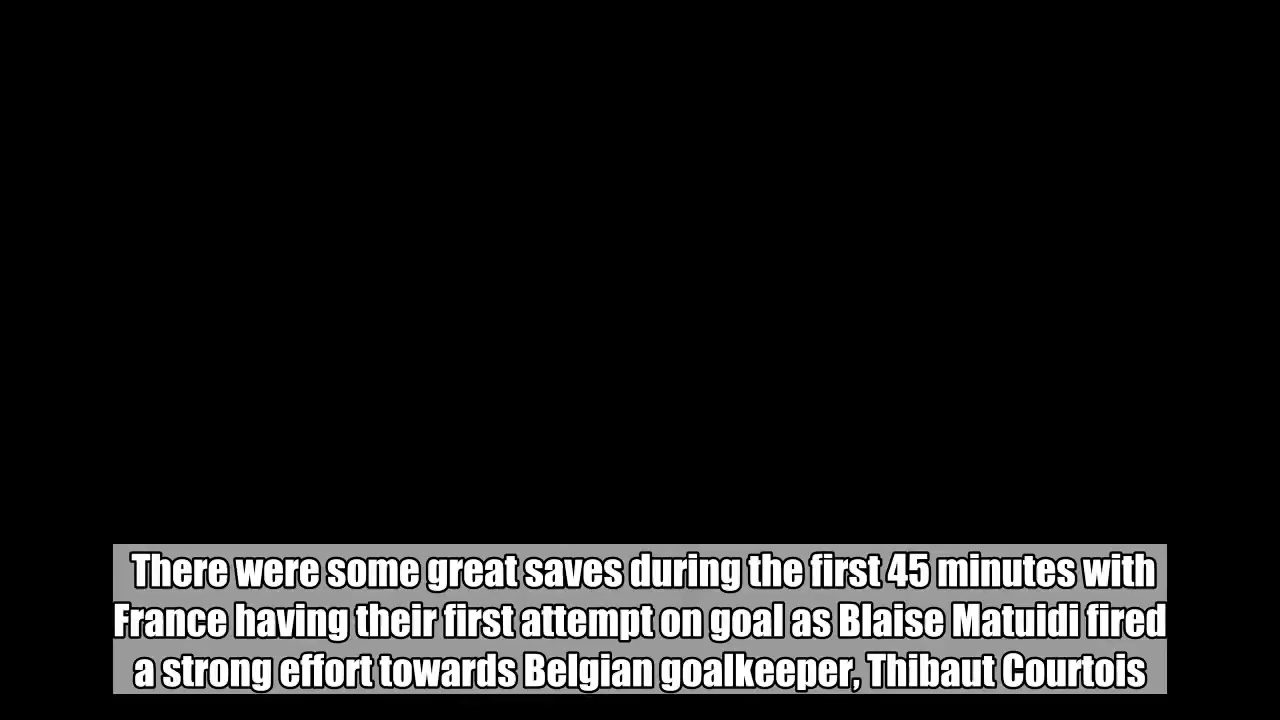 There were some great saves during the first 45 minutes with
France having their first attempt on goal as Blaise Matuidi fired
a strong effort towards Belgian goalkeeper, Thibaut Courtois